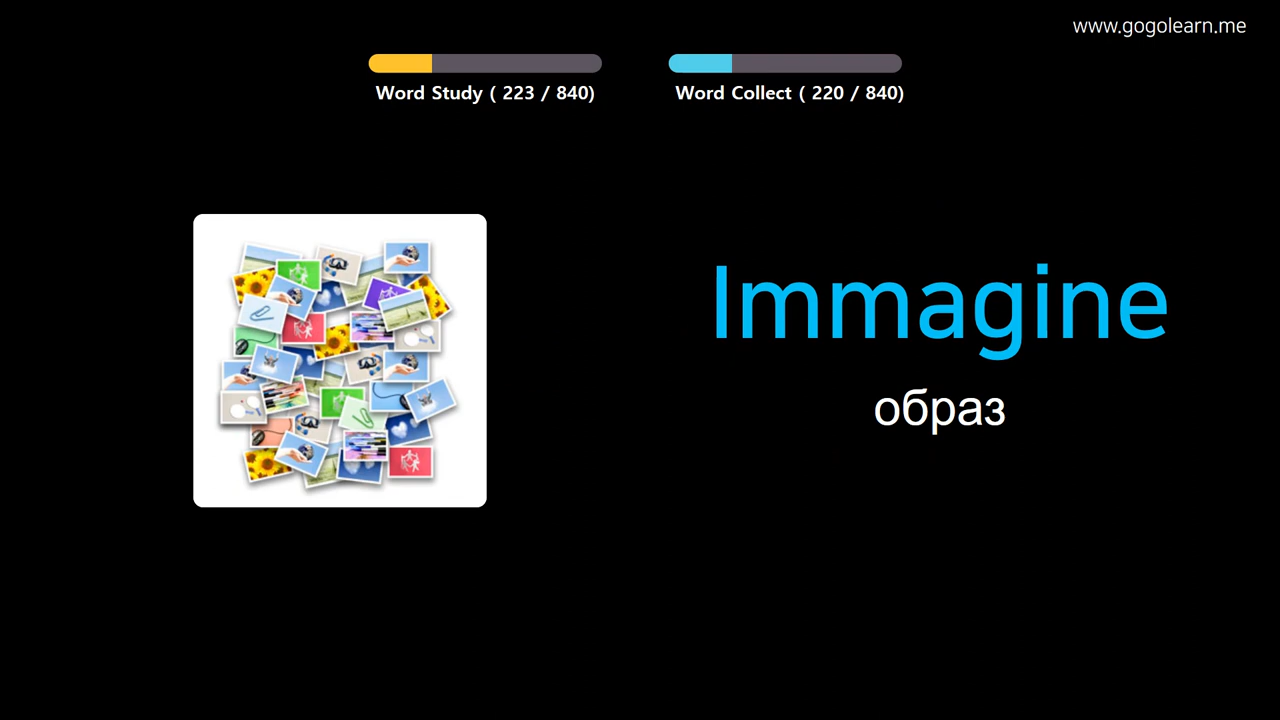 www.gogolearn.me
Word Study ( 223 / 840)
Word Collect ( 220 / 840)
Immagine
образ